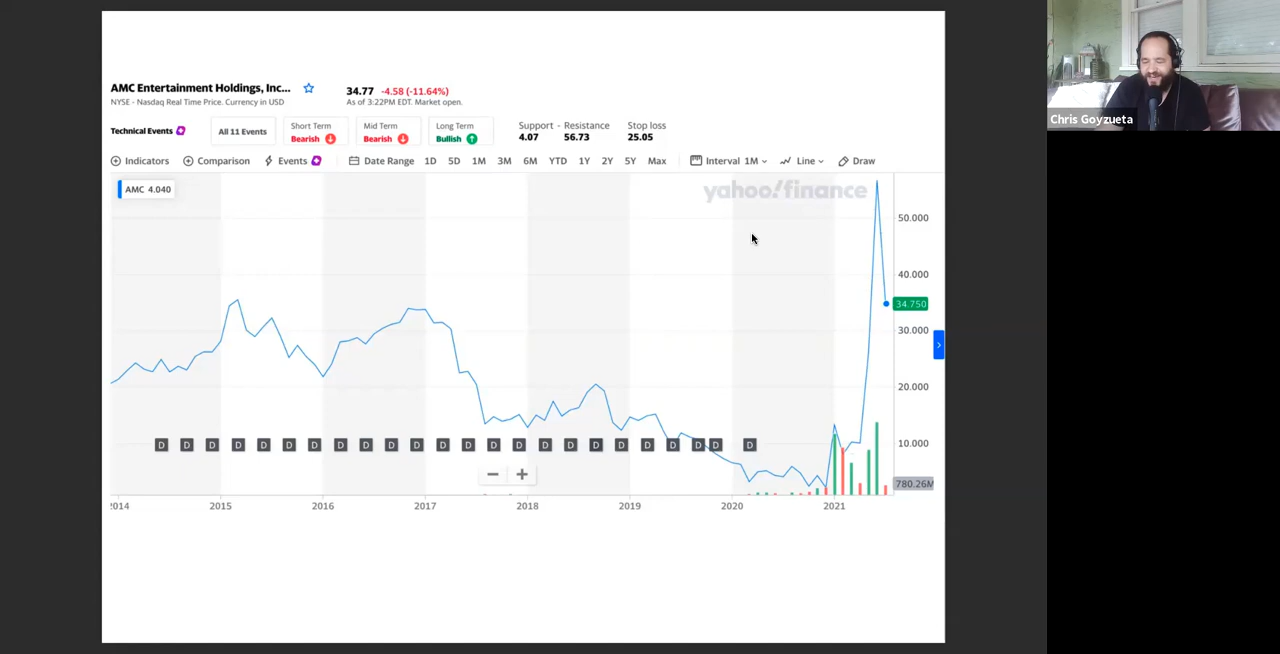 AMC Entertainment Holdings, Inc...
34.77 -4.58 (-11.64%)
NYSE - Nasdaq Real Time Price. Currency in USD
As of 3:22PM EDT. Market open.
Technical Events
All 11 Events
Short Term
Bearish
Mid Term
Bearish
Long Term
Bullish
Support - Resistance
4.07 56.73
Stop loss
25.05
Indicators Comparison Events Date Range 1D 5D 1M 3M 6M YTD 1Y 2Y 5Y Max Interval 1M Line Draw
AMC 4.040
yahoo!finance
50.000
40.000
34.750
30.000
20.000
10.000
780.26M
D D D D D D D D D D D D D D D D D D D D D D D D
2014 2015 2016 2017 2018 2019 2020 2021
Chris Goyzueta